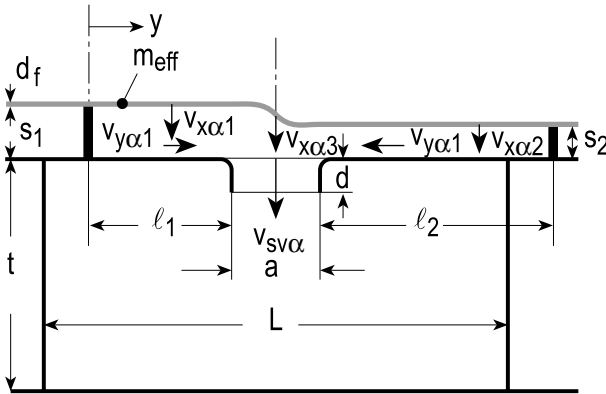 y
m_eff
d_f
s_1
v_yα1
v_xα1
v_xα3
v_yα1
v_xα2
s_2
d
ℓ_1
v_svα
ℓ_2
a
t
L